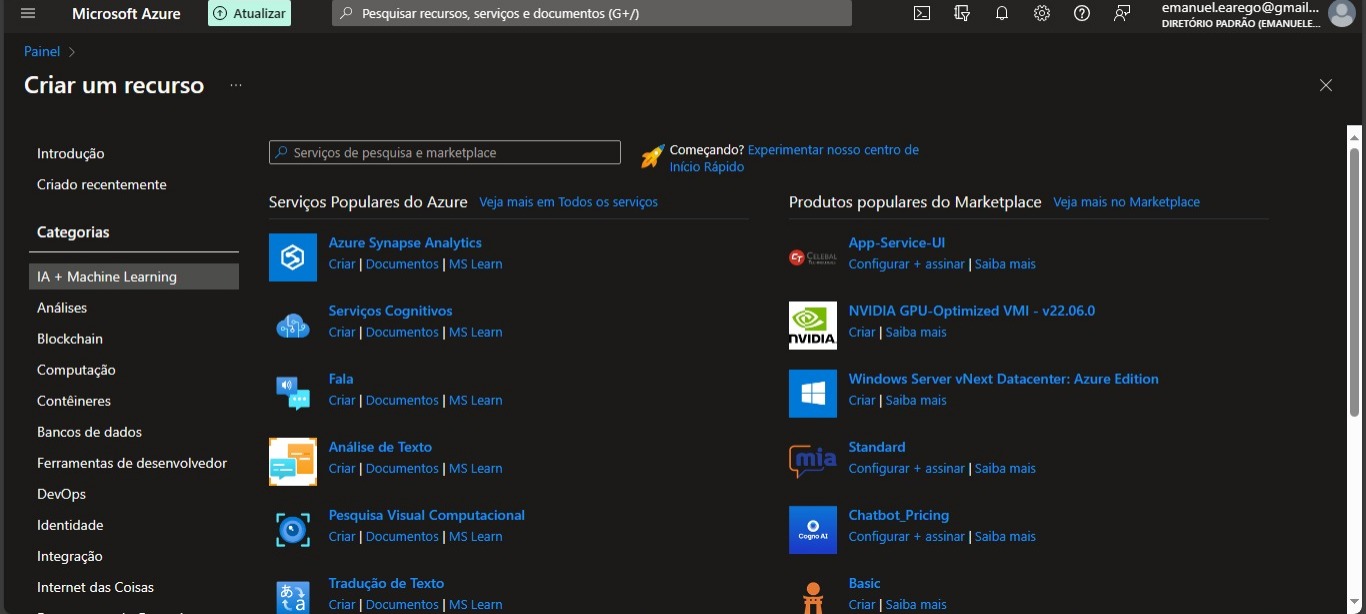 Microsoft Azure
Atualizar
Pesquisar recursos, serviços e documentos (G+/)
emanuel.earego@gmail...
DIRETÓRIO PADRÃO (EMANUELE...
Painel
Criar um recurso
Introdução
Criado recentemente
Categorias
IA + Machine Learning
Análises
Blockchain
Computação
Contêineres
Bancos de dados
Ferramentas de desenvolvedor
DevOps
Identidade
Integração
Internet das Coisas
Serviços de pesquisa e marketplace
Começando? Experimentar nosso centro de
Início Rápido
Serviços Populares do Azure Veja mais em Todos os serviços
Azure Synapse Analytics
Criar | Documentos | MS Learn
Serviços Cognitivos
Criar | Documentos | MS Learn
Fala
Criar | Documentos | MS Learn
Análise de Texto
Criar | Documentos | MS Learn
Pesquisa Visual Computacional
Criar | Documentos | MS Learn
Tradução de Texto
Criar | Documentos | MS Learn
Produtos populares do Marketplace Veja mais no Marketplace
CT CELEBAL
App-Service-UI
Configurar + assinar | Saiba mais
NVIDIA
NVIDIA GPU-Optimized VMI - v22.06.0
Criar | Saiba mais
Windows Server vNext Datacenter: Azure Edition
Criar | Saiba mais
mia
Standard
Configurar + assinar | Saiba mais
Cogno AI
Chatbot_Pricing
Configurar + assinar | Saiba mais
Basic
Criar | Saiba mais